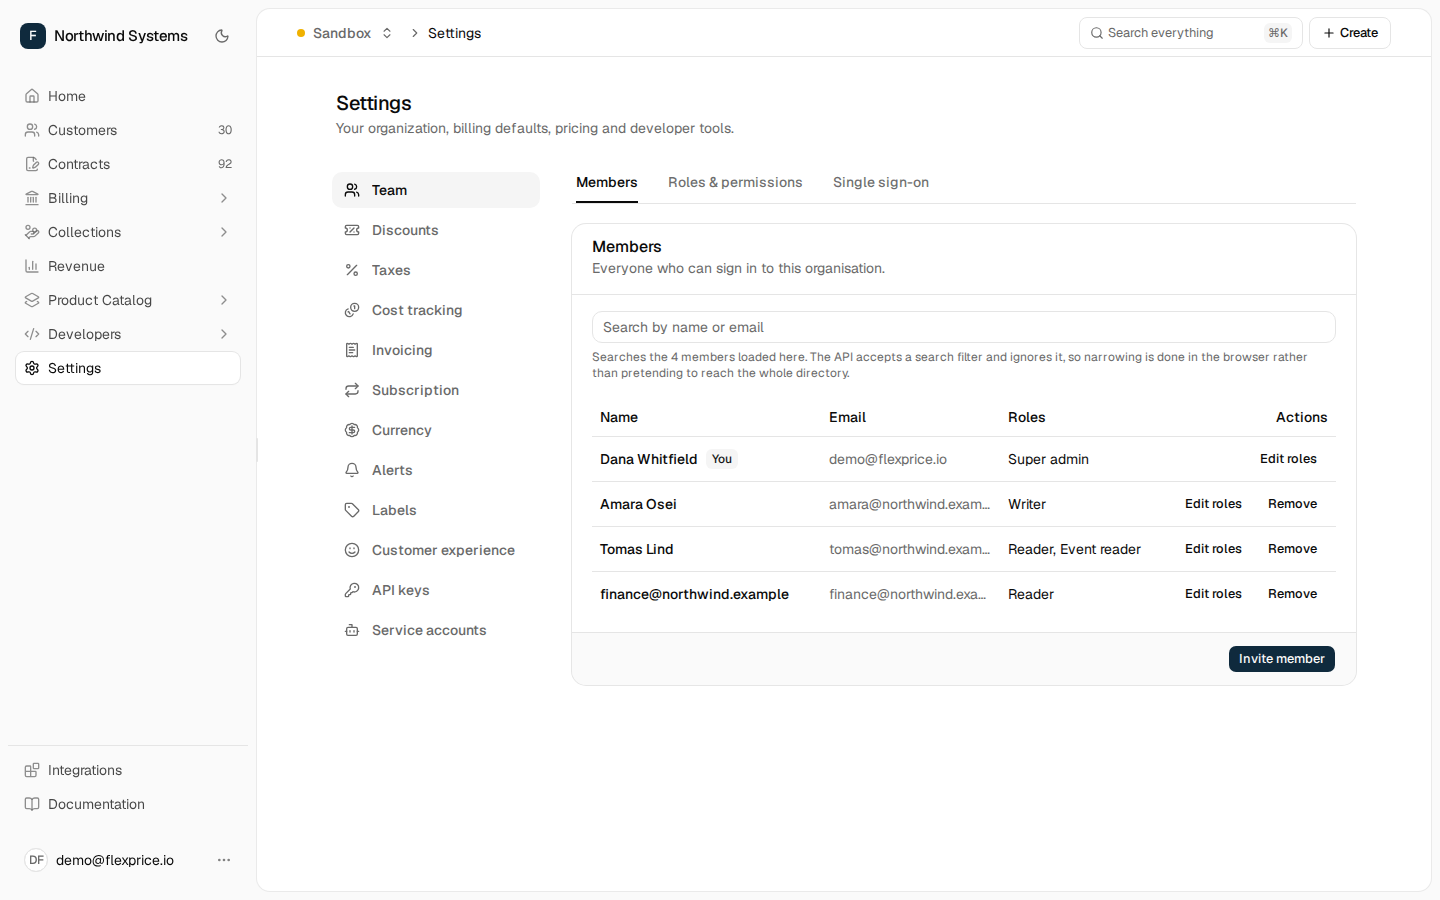 F Northwind Systems
Home
Customers 30
Contracts 92
Billing
Collections
Revenue
Product Catalog
Developers
Settings
Integrations
Documentation
DF demo@flexprice.io
Sandbox
Settings
Search everything ⌘K
+ Create
Settings
Your organization, billing defaults, pricing and developer tools.
Team
Discounts
Taxes
Cost tracking
Invoicing
Subscription
Currency
Alerts
Labels
Customer experience
API keys
Service accounts
Members Roles & permissions Single sign-on
Members
Everyone who can sign in to this organisation.
Search by name or email
Searches the 4 members loaded here. The API accepts a search filter and ignores it, so narrowing is done in the browser rather
than pretending to reach the whole directory.
Name Email Roles Actions
Dana Whitfield You demo@flexprice.io Super admin Edit roles
Amara Osei amara@northwind.exam... Writer Edit roles Remove
Tomas Lind tomas@northwind.exam... Reader, Event reader Edit roles Remove
finance@northwind.example finance@northwind.exa... Reader Edit roles Remove
Invite member